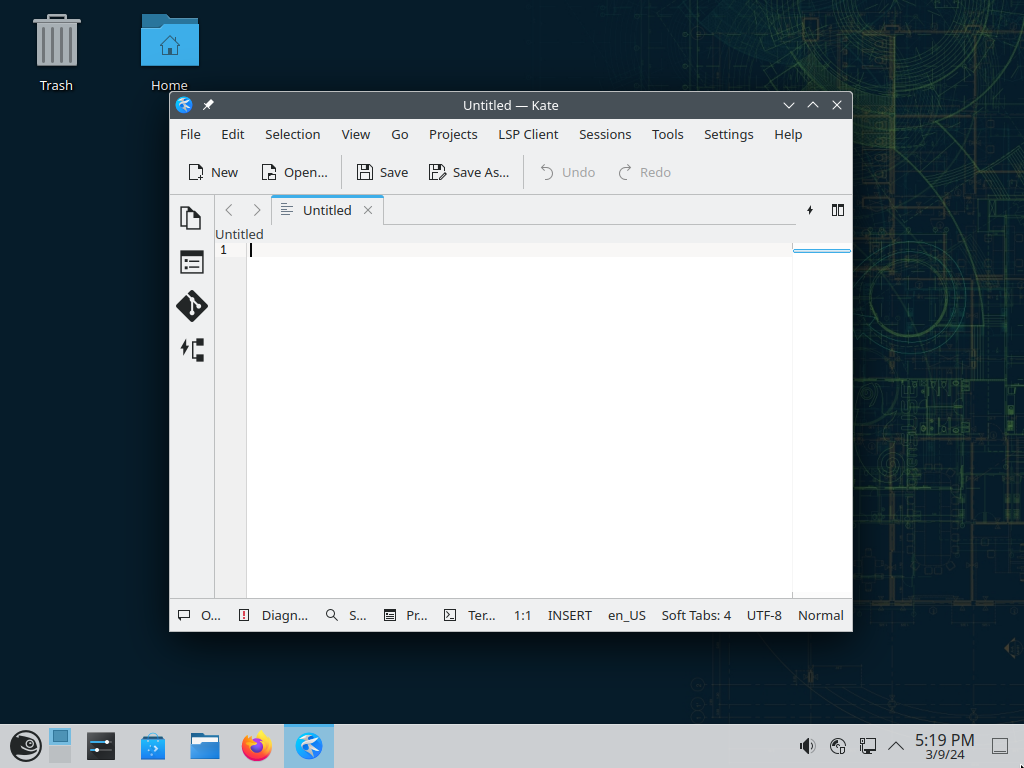 Trash
Home
Untitled — Kate
File Edit Selection View Go Projects LSP Client Sessions Tools Settings Help
New Open... Save Save As... Undo Redo
Untitled
Untitled
1
O... Diagn... S... Pr... Ter... 1:1 INSERT en_US Soft Tabs: 4 UTF-8 Normal
5:19 PM
3/9/24